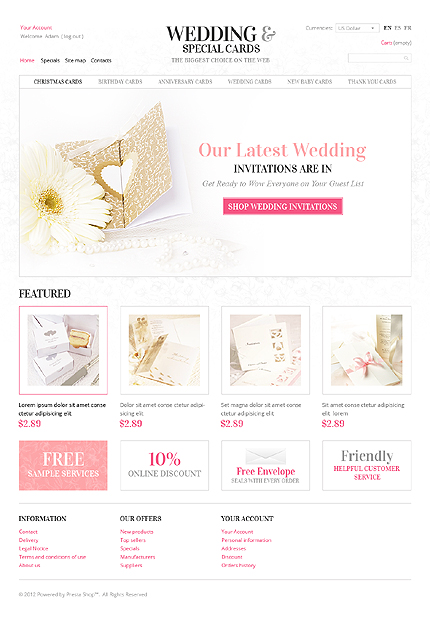 Your Account
Welcome Adam ( log out )
WEDDING &
SPECIAL CARDS
THE BIGGEST CHOICE ON THE WEB
Currencies: US Dollar
EN ES FR
Cart: (empty)
Home Specials Site map Contacts
CHRISTMAS CARDS BIRTHDAY CARDS ANNIVERSARY CARDS WEDDING CARDS NEW BABY CARDS THANK YOU CARDS
Our Latest Wedding
INVITATIONS ARE IN
Get Ready to Wow Everyone on Your Guest List
SHOP WEDDING INVITATIONS
FEATURED
Lorem ipsum dolor sit amet conse
ctetur adipisicing elit
$2.89
Dolor sit amet conse ctetur adipi-
sicing elit
$2.89
Set magna dolor sit amet conse
ctetur adipisicing elit
$2.89
Sit amet conse ctetur adipisicing
elit lorem
$2.89
FREE
SAMPLE SERVICES
10%
ONLINE DISCOUNT
Free Envelope
SEALS WITH EVERY ORDER
Friendly
HELPFUL CUSTOMER
SERVICE
INFORMATION
Contact
Delivery
Legal Notice
Terms and conditions of use
About us
OUR OFFERS
New products
Top sellers
Specials
Manufacturers
Suppliers
YOUR ACCOUNT
Your Account
Personal information
Addresses
Discount
Orders history
© 2012 Powered by Presta Shop™. All Rights Reserved